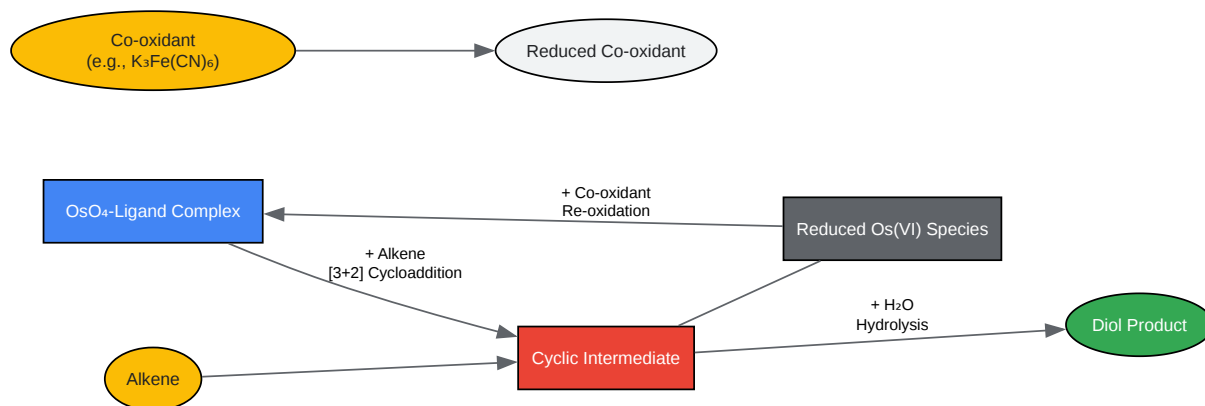 Co-oxidant
(e.g., K₃Fe(CN)₆)
Reduced Co-oxidant
+ Co-oxidant
Re-oxidation
OsO₄-Ligand Complex
Reduced Os(VI) Species
+ Alkene
[3+2] Cycloaddition
+ H₂O
Hydrolysis
Diol Product
Cyclic Intermediate
Alkene